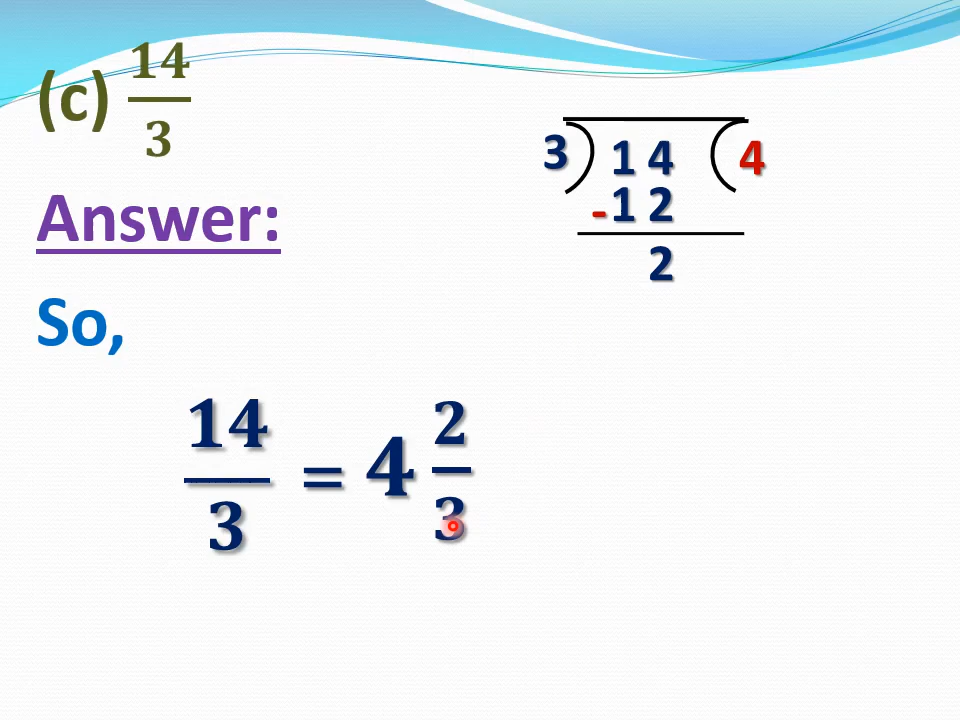 (c) 14/3
3) 14 (4
-12
2
Answer:
So,
14/3 = 4 2/3